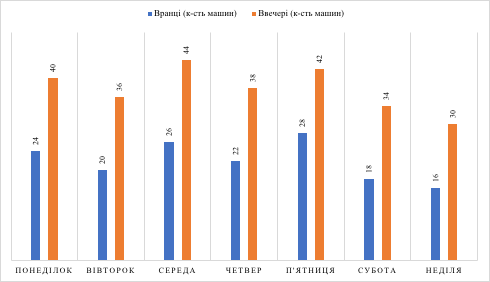 Вранці (к-сть машин) Ввечері (к-сть машин)
24 40 20 36 26 44 22 38 28 42 18 34 16 30
ПОНЕДІЛОК ВІВТОРОК СЕРЕДА ЧЕТВЕР П'ЯТНИЦЯ СУБОТА НЕДІЛЯ